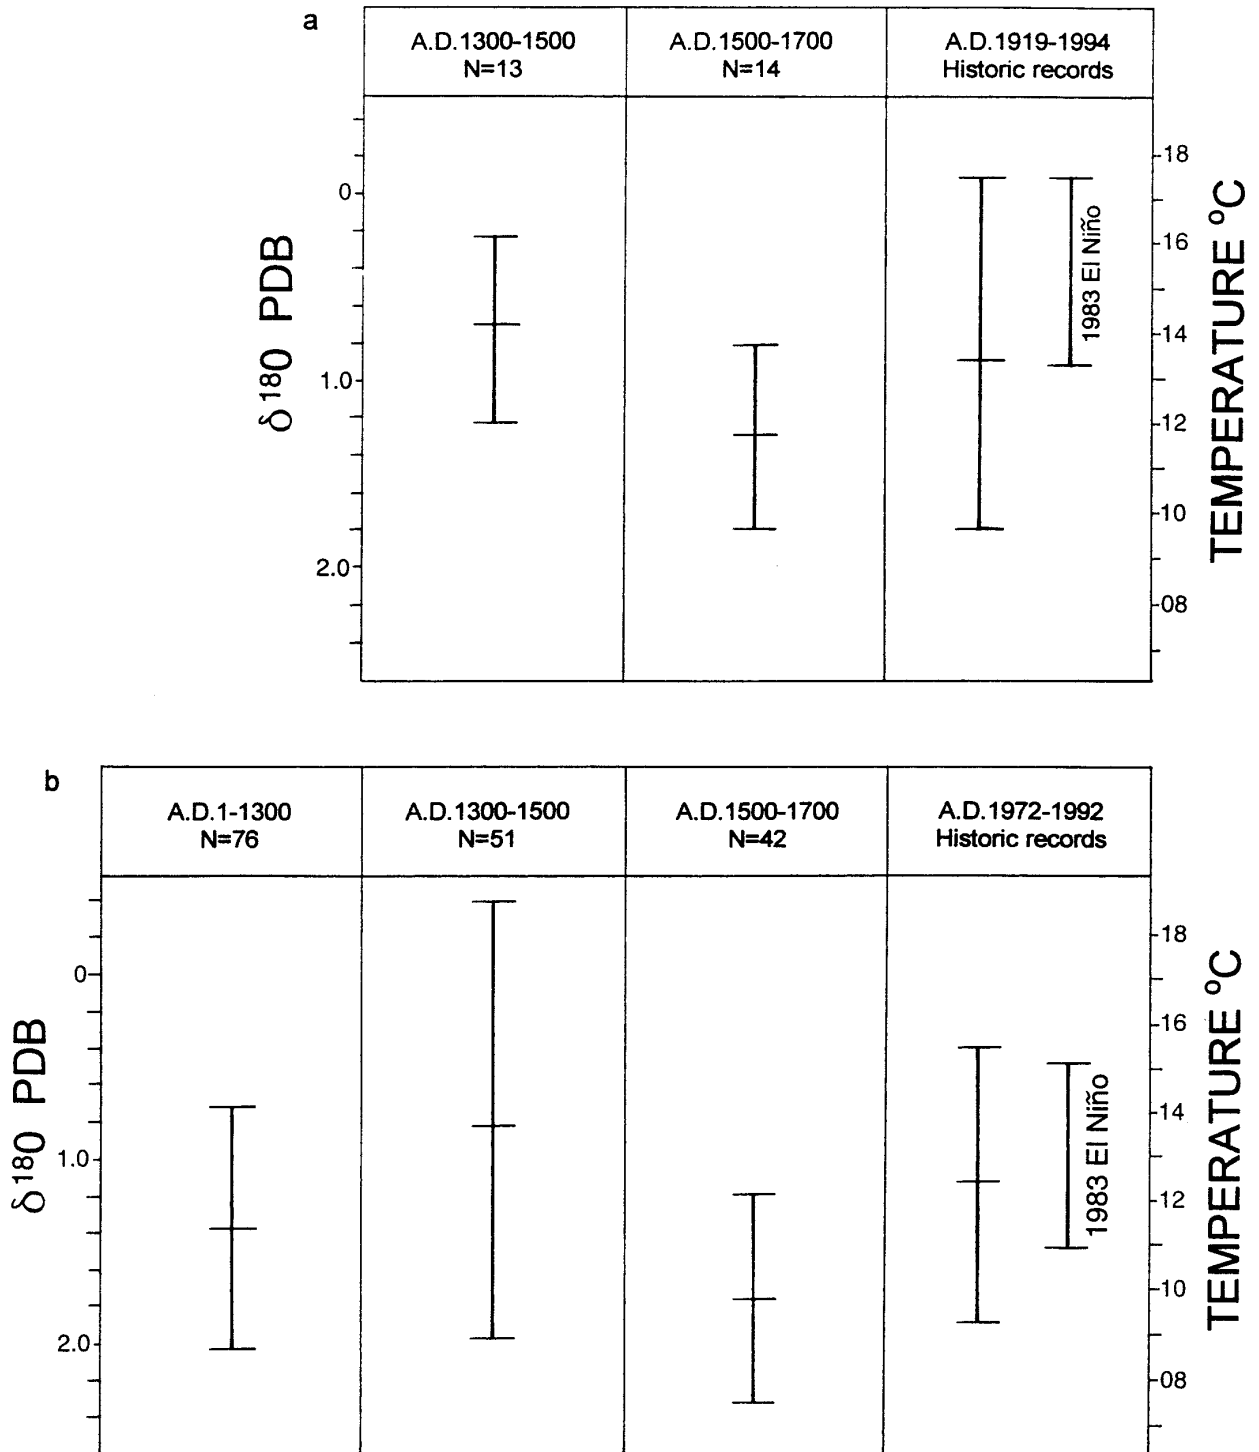 a
A.D.1300-1500
N=13
A.D.1500-1700
N=14
A.D.1919-1994
Historic records
δ18O PDB
0
1.0
2.0
1983 El Niño
18
16
14
12
10
08
TEMPERATURE °C
b
A.D.1-1300
N=76
A.D.1300-1500
N=51
A.D.1500-1700
N=42
A.D.1972-1992
Historic records
δ18O PDB
0
1.0
2.0
1983 El Niño
18
16
14
12
10
08
TEMPERATURE °C